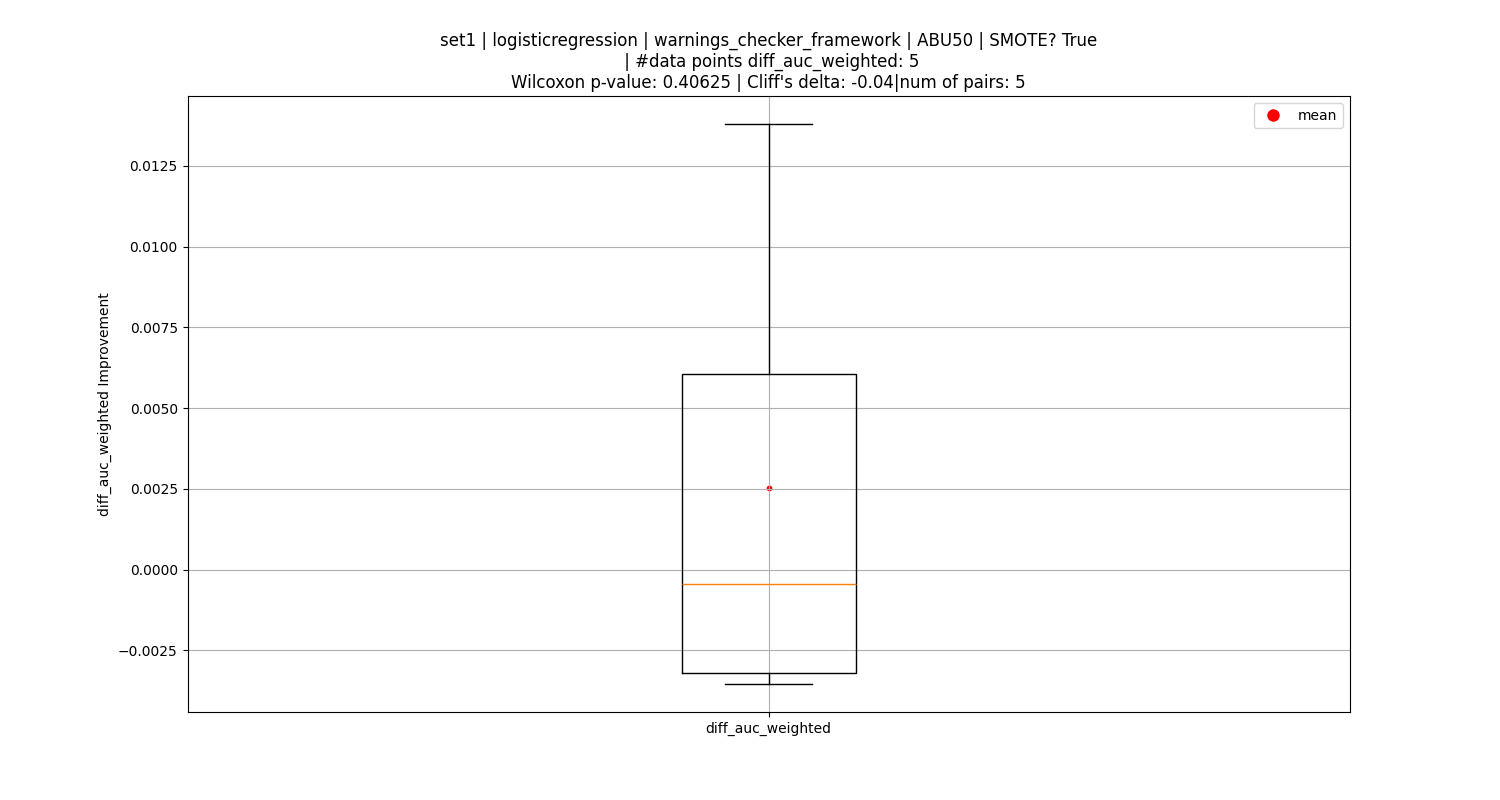 set1 | logisticregression | warnings_checker_framework | ABU50 | SMOTE? True
| #data points diff_auc_weighted: 5
Wilcoxon p-value: 0.40625 | Cliff's delta: -0.04|num of pairs: 5
mean
0.0125
0.0100
0.0075
0.0050
0.0025
0.0000
−0.0025
diff_auc_weighted Improvement
diff_auc_weighted